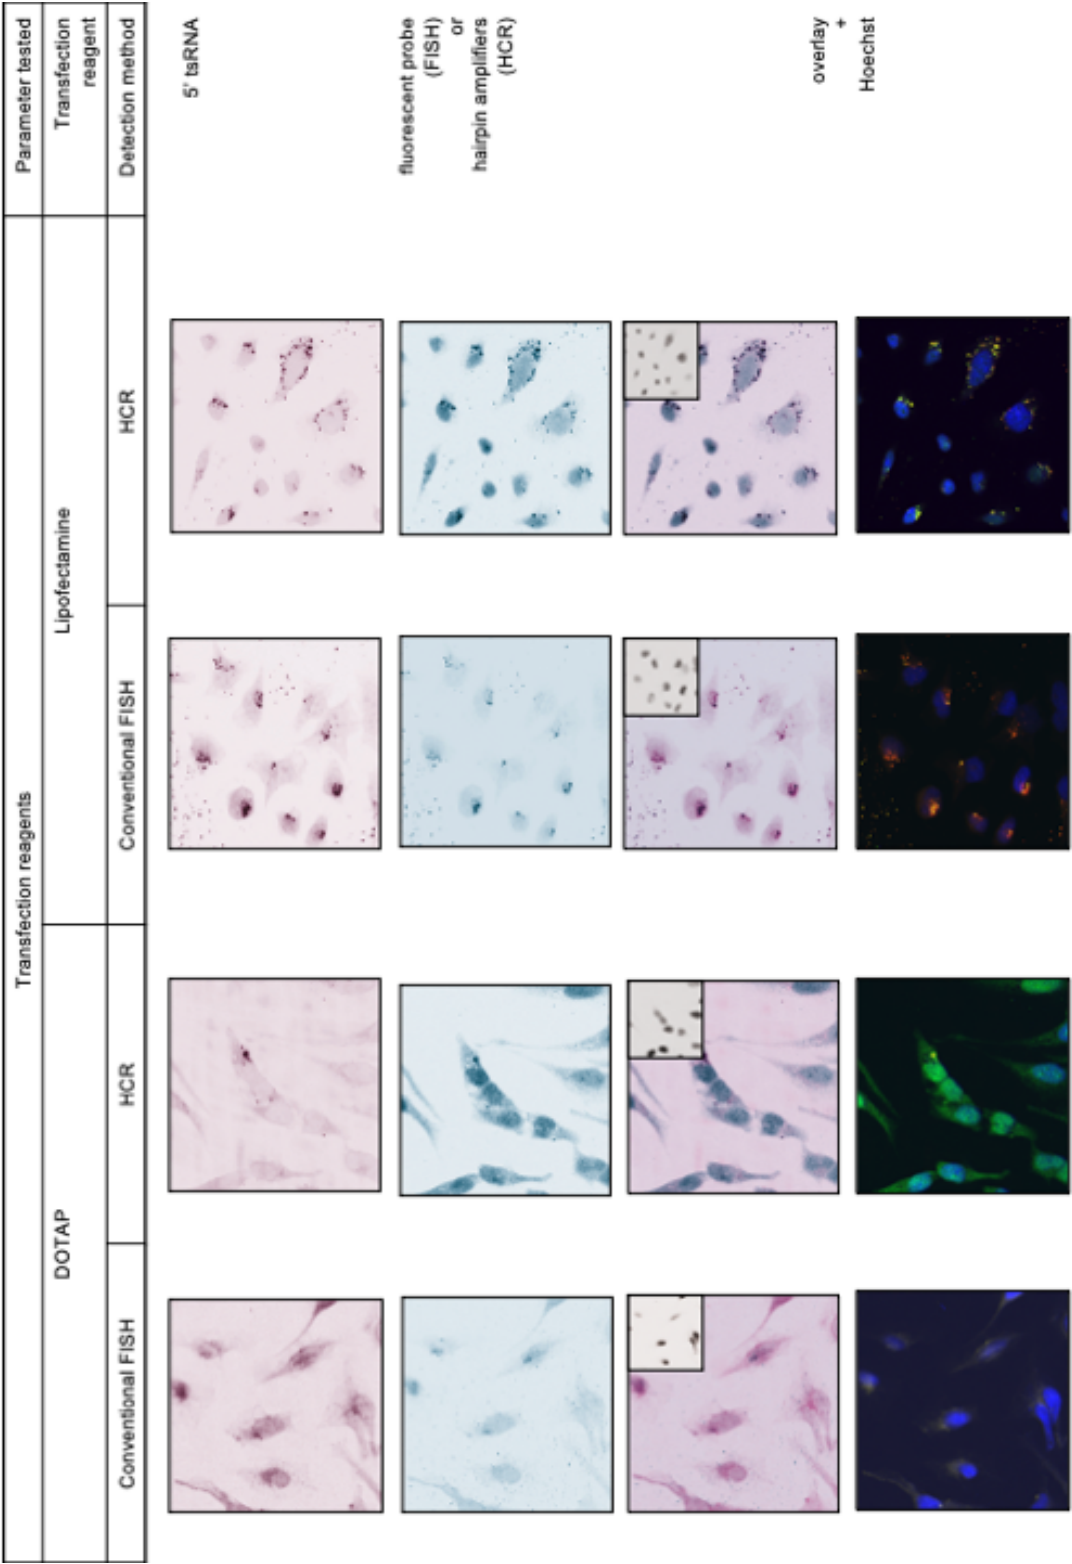 Parameter tested
Transfection reagents
Transfection
reagent
Lipofectamine
DOTAP
Detection method
HCR
Conventional FISH
HCR
Conventional FISH
5' tsRNA
fluorescent probe
(FISH)
or
hairpin amplifiers
(HCR)
overlay
+
Hoechst